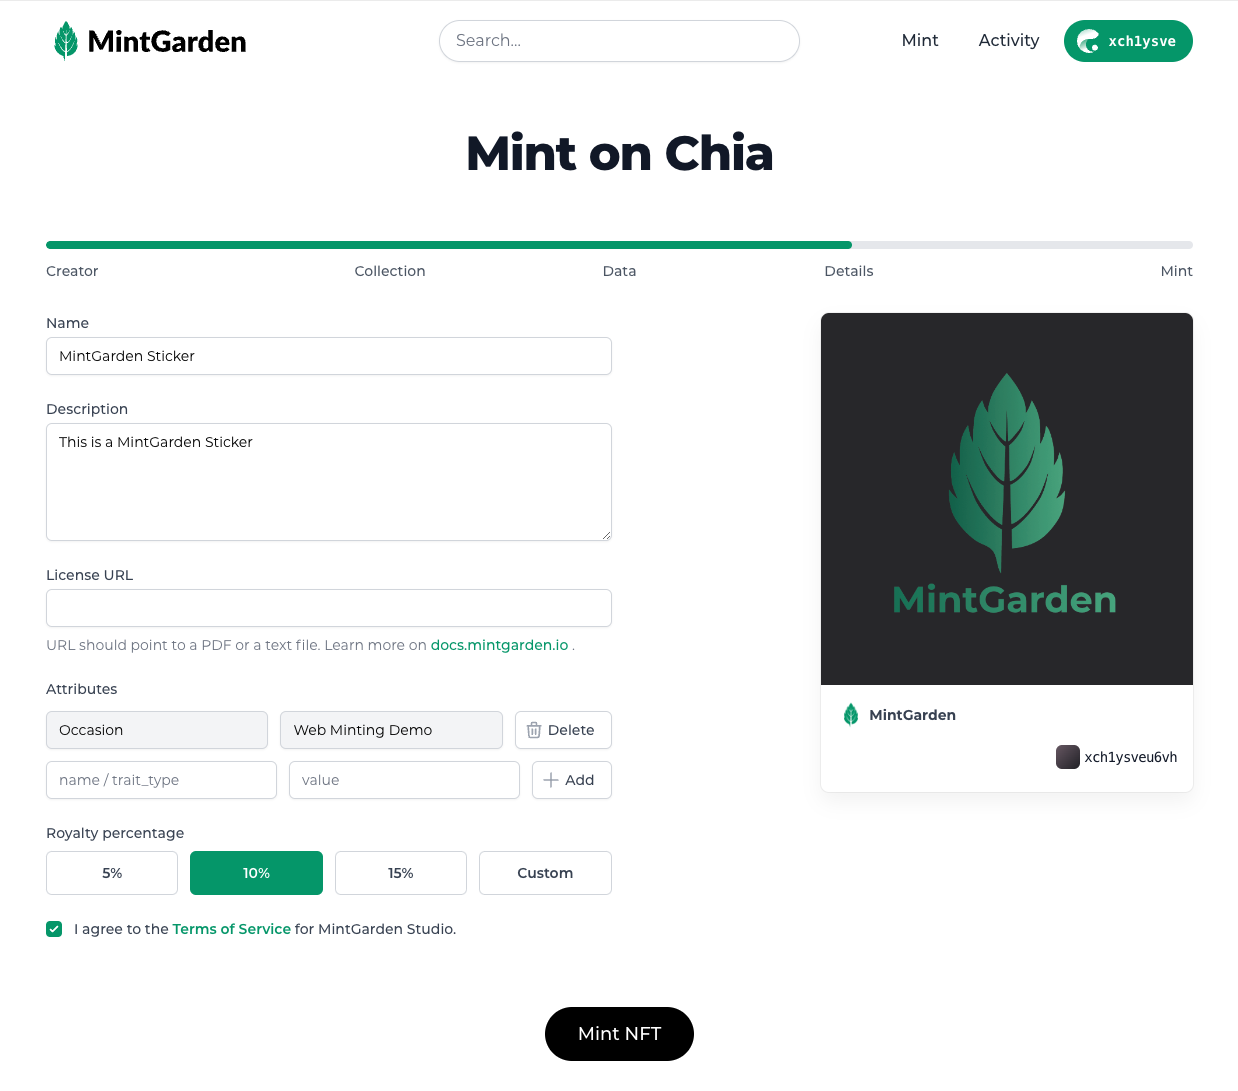 MintGarden
Search...
Mint
Activity
xch1ysve
Mint on Chia
Creator
Collection
Data
Details
Mint
Name
MintGarden Sticker
Description
This is a MintGarden Sticker
License URL
URL should point to a PDF or a text file. Learn more on docs.mintgarden.io .
Attributes
Occasion
Web Minting Demo
Delete
name / trait_type
value
Add
Royalty percentage
5%
10%
15%
Custom
I agree to the Terms of Service for MintGarden Studio.
MintGarden
MintGarden
xch1ysveu6vh
Mint NFT